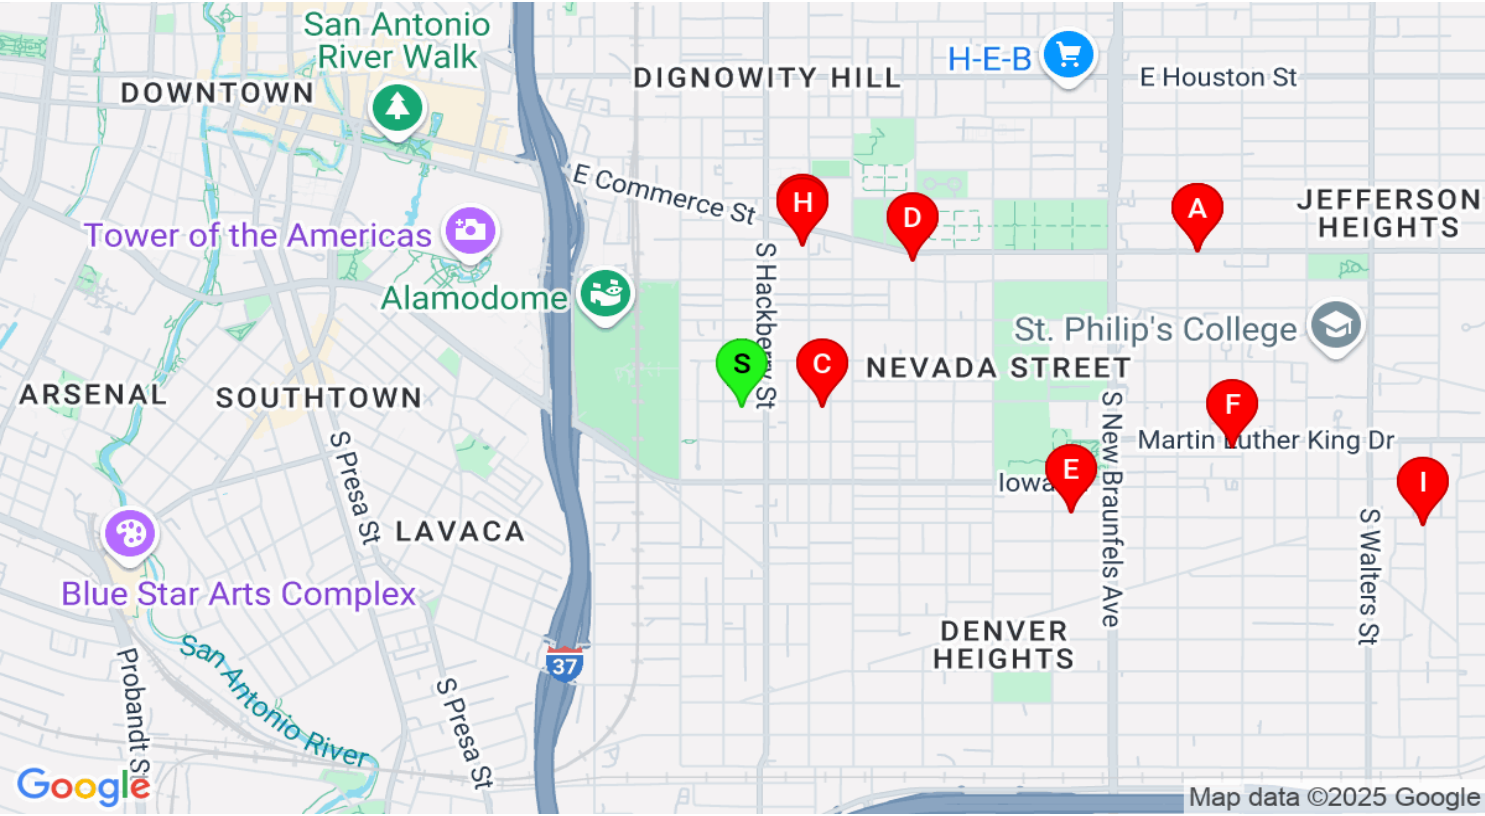 San Antonio
River Walk
DOWNTOWN
DIGNOWITY HILL
H-E-B
E Houston St
E Commerce St
H
D
A
JEFFERSON
HEIGHTS
Tower of the Americas
Alamodome
S Hackberry St
St. Philip's College
S
C
NEVADA STREET
ARSENAL
SOUTHTOWN
F
S New Braunfels Ave
Martin Luther King Dr
S Presa St
E
Iowa
I
LAVACA
S Walters St
Blue Star Arts Complex
DENVER
HEIGHTS
San Antonio River
37
Probandt St
S Presa St
Google
Map data ©2025 Google